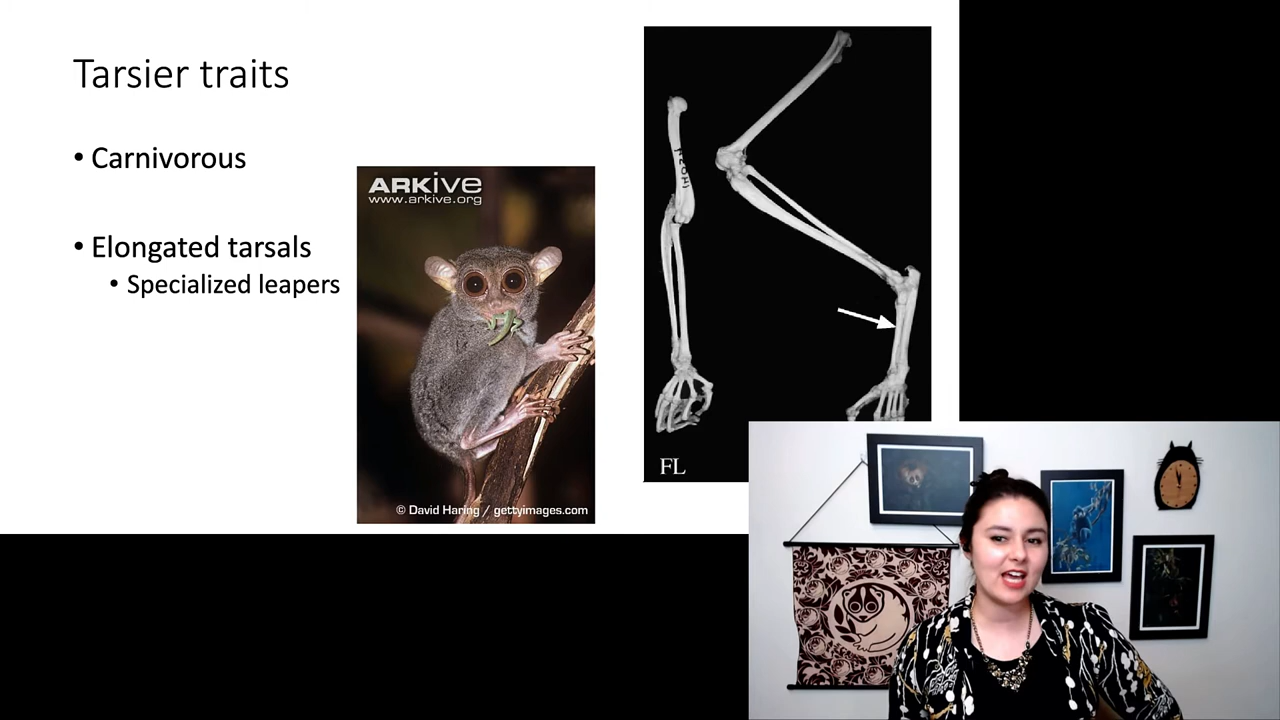 Tarsier traits
• Carnivorous
• Elongated tarsals
• Specialized leapers
ARKive
www.arkive.org
© David Haring / gettyimages.com
FL